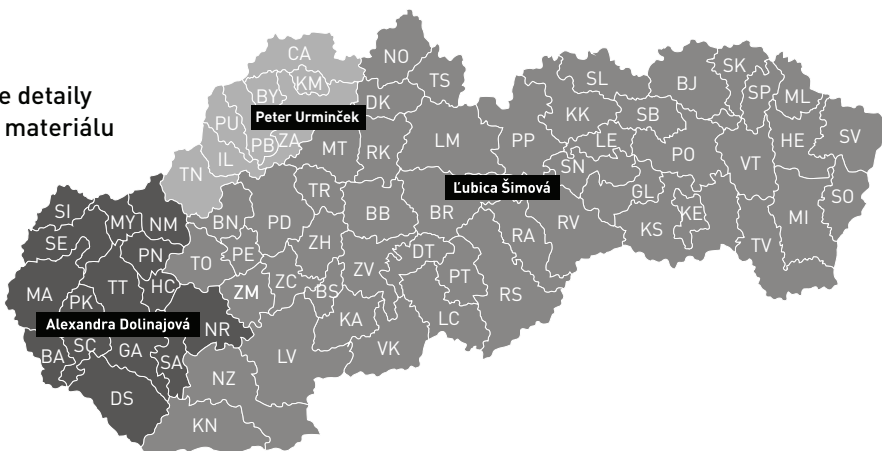 e detaily
materiálu
CA
NO
KM
TS
BY
DK
Peter Urminček
PU
PB
ZA
IL
MT
RK
TN
LM
PP
SL
BJ
SK
SP
ML
KK
SB
LE
HE
SV
PO
VT
SN
GL
SO
KS
KE
MI
TV
Ľubica Šimová
TR
BB
BR
RA
RV
SI
MY
NM
BN
PD
SE
PN
TO
PE
ZH
DT
ZV
PT
RS
MA
TT
HC
ZM
ZC
BS
PK
KA
LC
Alexandra Dolinajová
NR
BA
SC
GA
SA
LV
VK
DS
NZ
KN